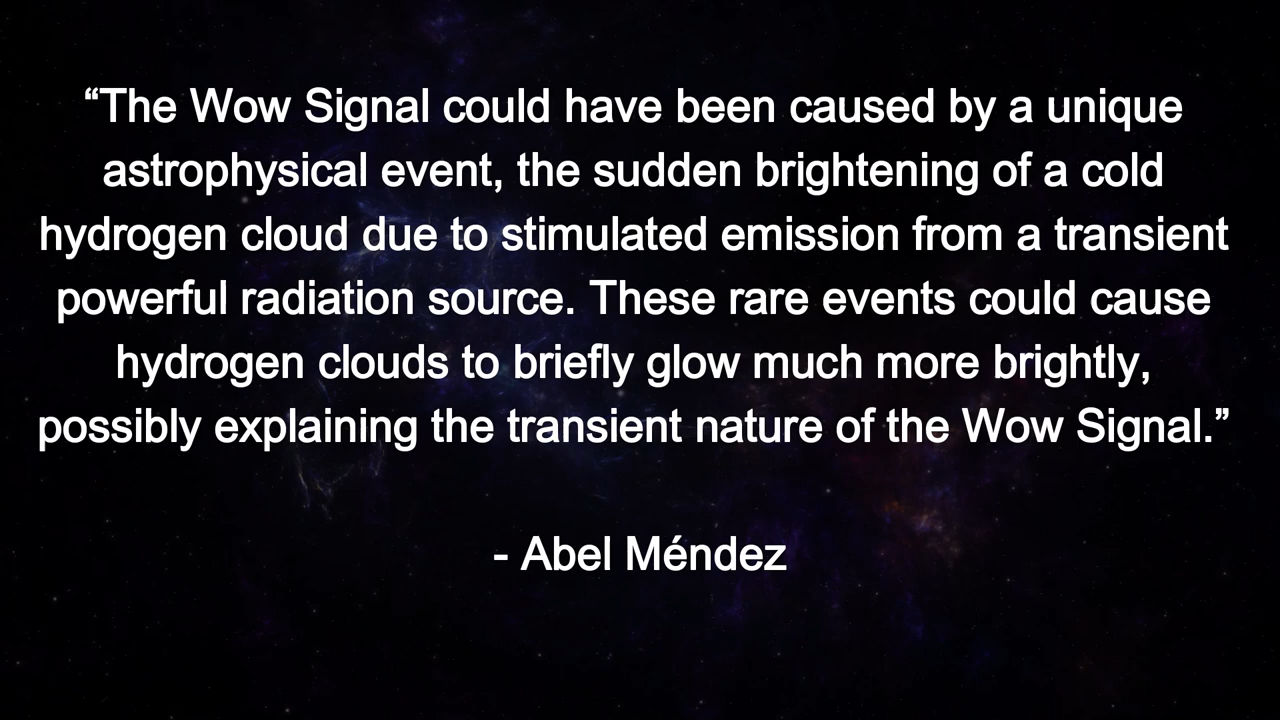 “The Wow Signal could have been caused by a unique
astrophysical event, the sudden brightening of a cold
hydrogen cloud due to stimulated emission from a transient
powerful radiation source. These rare events could cause
hydrogen clouds to briefly glow much more brightly,
possibly explaining the transient nature of the Wow Signal.”
- Abel Méndez